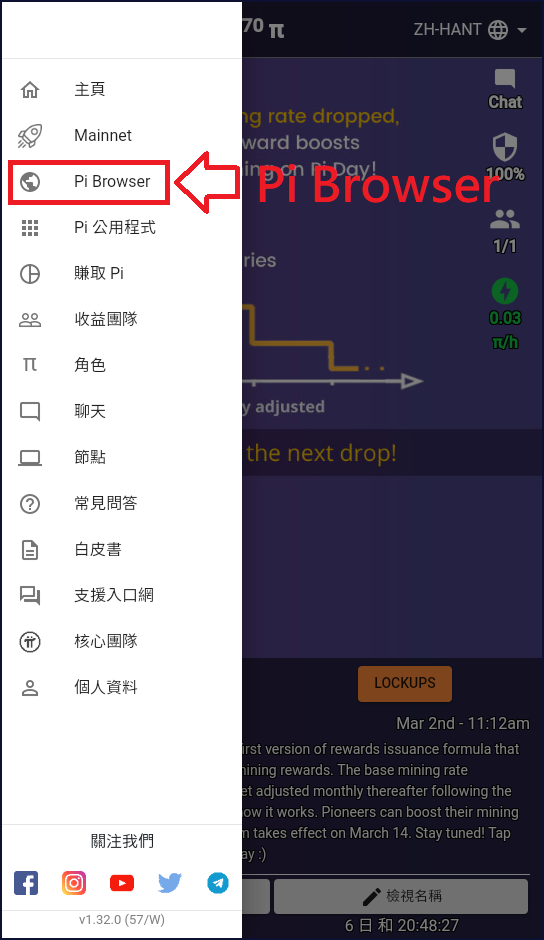 70 π
ZH-HANT
主頁
Mainnet
Pi Browser
Pi 公用程式
賺取 Pi
收益團隊
角色
聊天
節點
常見問答
白皮書
支援入口網
核心團隊
個人資料
關注我們
v1.32.0 (57/W)
Pi Browser
ng rate dropped,
ward boosts
ing on Pi Day!
Chat
100%
1/1
0.03
π/h
ries
y adjusted
the next drop!
LOCKUPS
Mar 2nd - 11:12am
irst version of rewards issuance formula that
mining rewards. The base mining rate
et adjusted monthly thereafter following the
how it works. Pioneers can boost their mining
n takes effect on March 14. Stay tuned! Tap
ay :)
檢視名稱
6 日 和 20:48:27